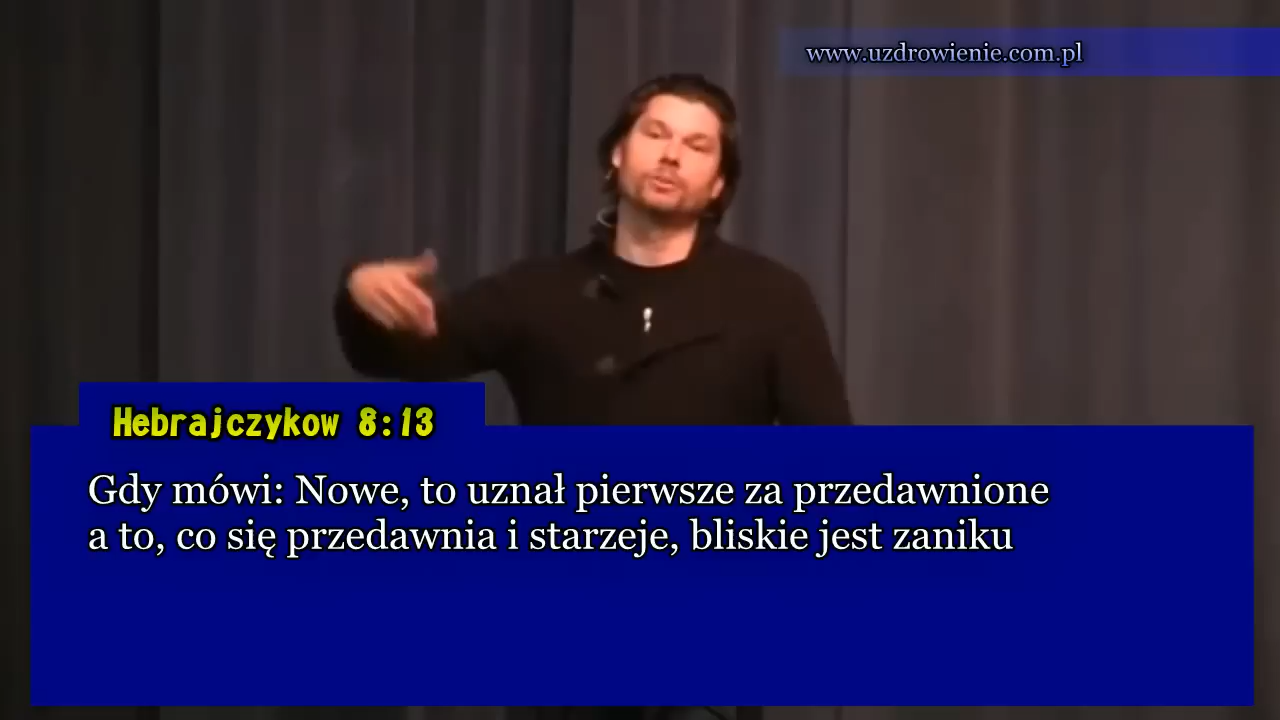 www.uzdrowienie.com.pl
Hebrajczykow 8:13
Gdy mówi: Nowe, to uznał pierwsze za przedawnione
a to, co się przedawnia i starzeje, bliskie jest zaniku